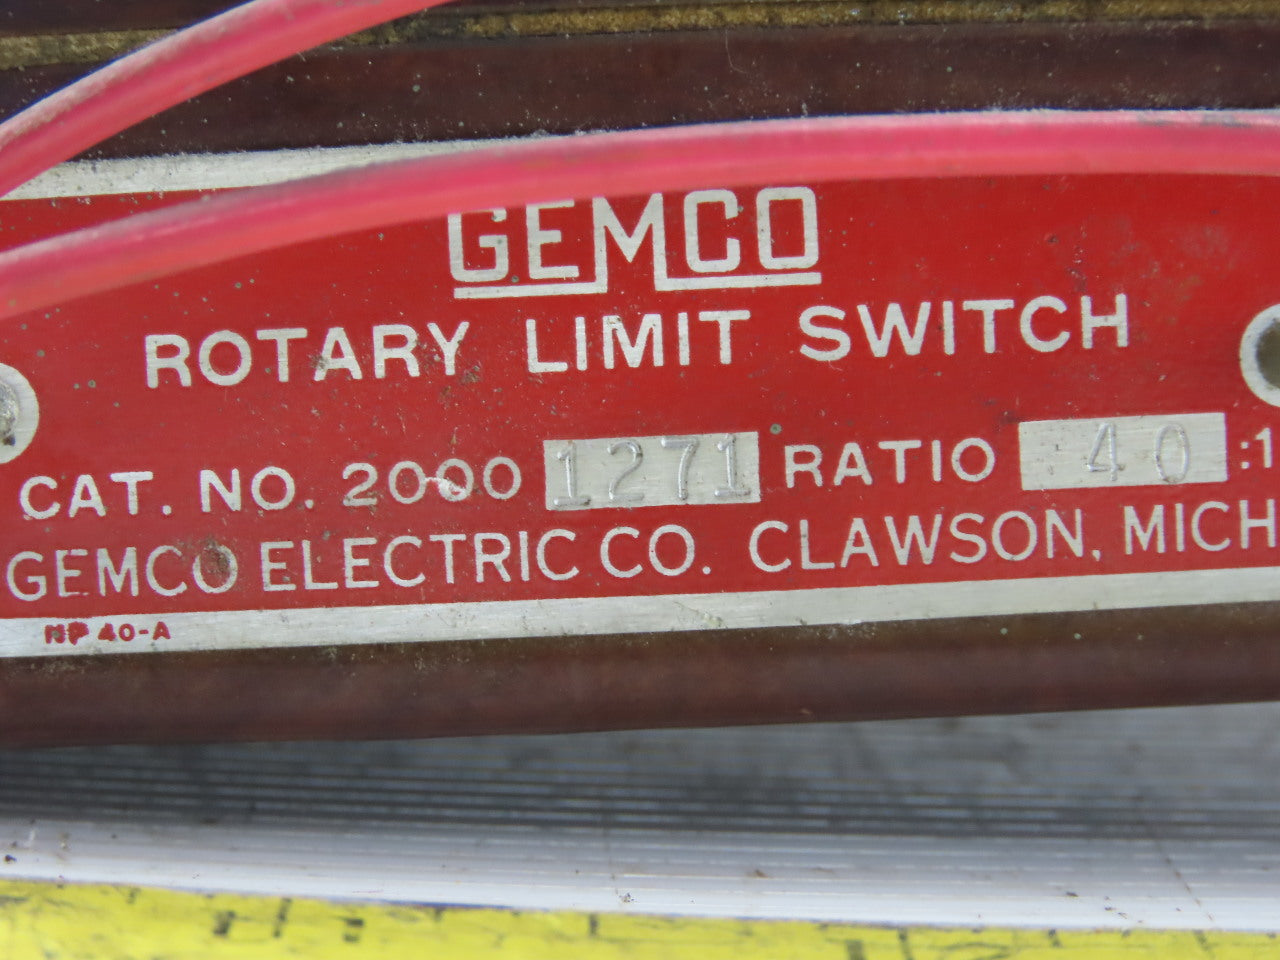 GEMCO
ROTARY LIMIT SWITCH
CAT. NO. 2000 1271 RATIO 40 :1
GEMCO ELECTRIC CO. CLAWSON, MICH
NP 40-A